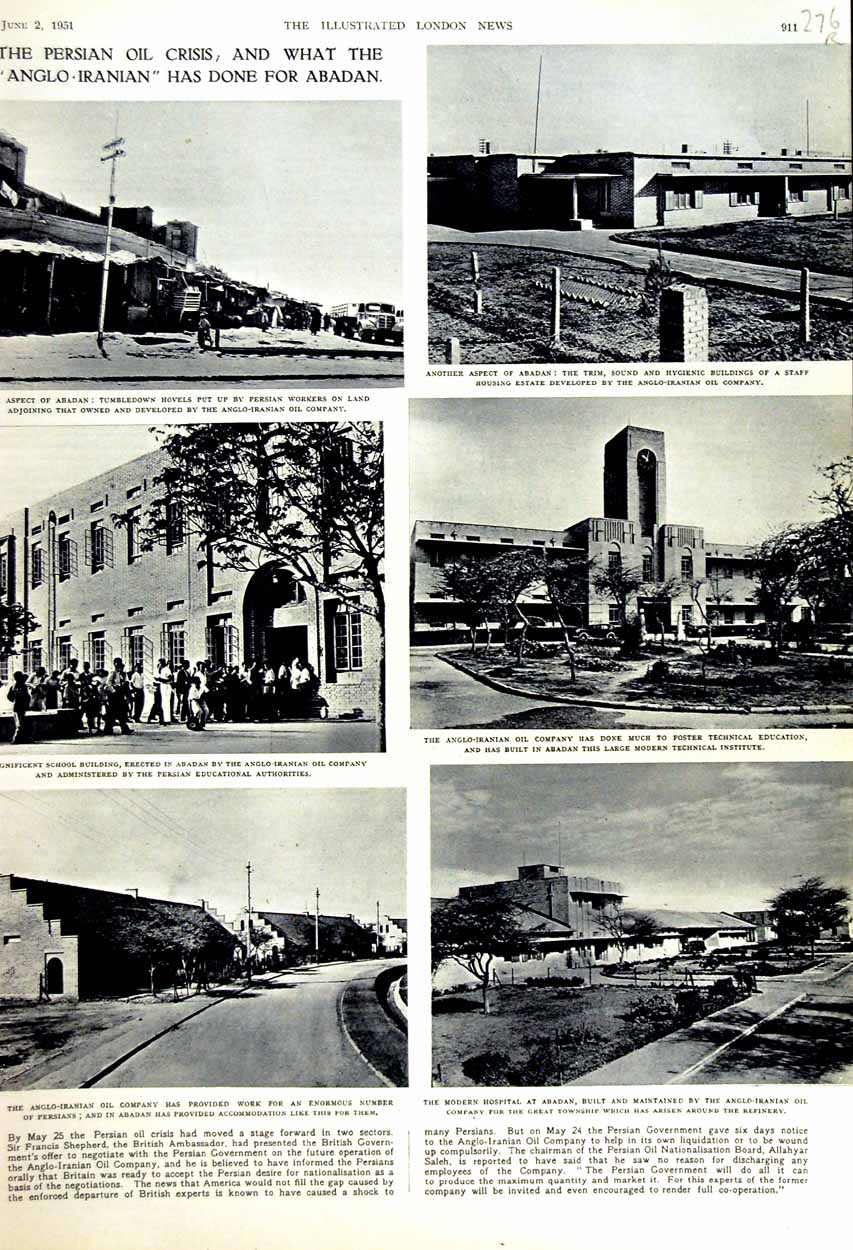 JUNE 2, 1951
THE ILLUSTRATED LONDON NEWS
911
276
R
THE PERSIAN OIL CRISIS; AND WHAT THE
"ANGLO-IRANIAN" HAS DONE FOR ABADAN.
ASPECT OF ABADAN: TUMBLEDOWN HOVELS PUT UP BY PERSIAN WORKERS ON LAND
ADJOINING THAT OWNED AND DEVELOPED BY THE ANGLO-IRANIAN OIL COMPANY.
ANOTHER ASPECT OF ABADAN: THE TRIM, SOUND AND HYGIENIC BUILDINGS OF A STAFF
HOUSING ESTATE DEVELOPED BY THE ANGLO-IRANIAN OIL COMPANY.
GNIFICENT SCHOOL BUILDING, ERECTED IN ABADAN BY THE ANGLO-IRANIAN OIL COMPANY
AND ADMINISTERED BY THE PERSIAN EDUCATIONAL AUTHORITIES.
THE ANGLO-IRANIAN OIL COMPANY HAS DONE MUCH TO FOSTER TECHNICAL EDUCATION,
AND HAS BUILT IN ABADAN THIS LARGE MODERN TECHNICAL INSTITUTE.
THE ANGLO-IRANIAN OIL COMPANY HAS PROVIDED WORK FOR AN ENORMOUS NUMBER
OF PERSIANS; AND IN ABADAN HAS PROVIDED ACCOMMODATION LIKE THIS FOR THEM.
THE MODERN HOSPITAL AT ABADAN, BUILT AND MAINTAINED BY THE ANGLO-IRANIAN OIL
COMPANY FOR THE GREAT TOWNSHIP WHICH HAS ARISEN AROUND THE REFINERY.
By May 25 the Persian oil crisis had moved a stage forward in two sectors.
Sir Francis Shepherd, the British Ambassador, had presented the British Govern-
ment's offer to negotiate with the Persian Government on the future operation of
the Anglo-Iranian Oil Company, and he is believed to have informed the Persians
orally that Britain was ready to accept the Persian desire for nationalisation as a
basis of the negotiations. The news that America would not fill the gap caused by
the enforced departure of British experts is known to have caused a shock to
many Persians. But on May 24 the Persian Government gave six days notice
to the Anglo-Iranian Oil Company to help in its own liquidation or to be wound
up compulsorily. The chairman of the Persian Oil Nationalisation Board, Allahyar
Saleh, is reported to have said that he saw no reason for discharging any
employees of the Company. "The Persian Government will do all it can
to produce the maximum quantity and market it. For this experts of the former
company will be invited and even encouraged to render full co-operation."